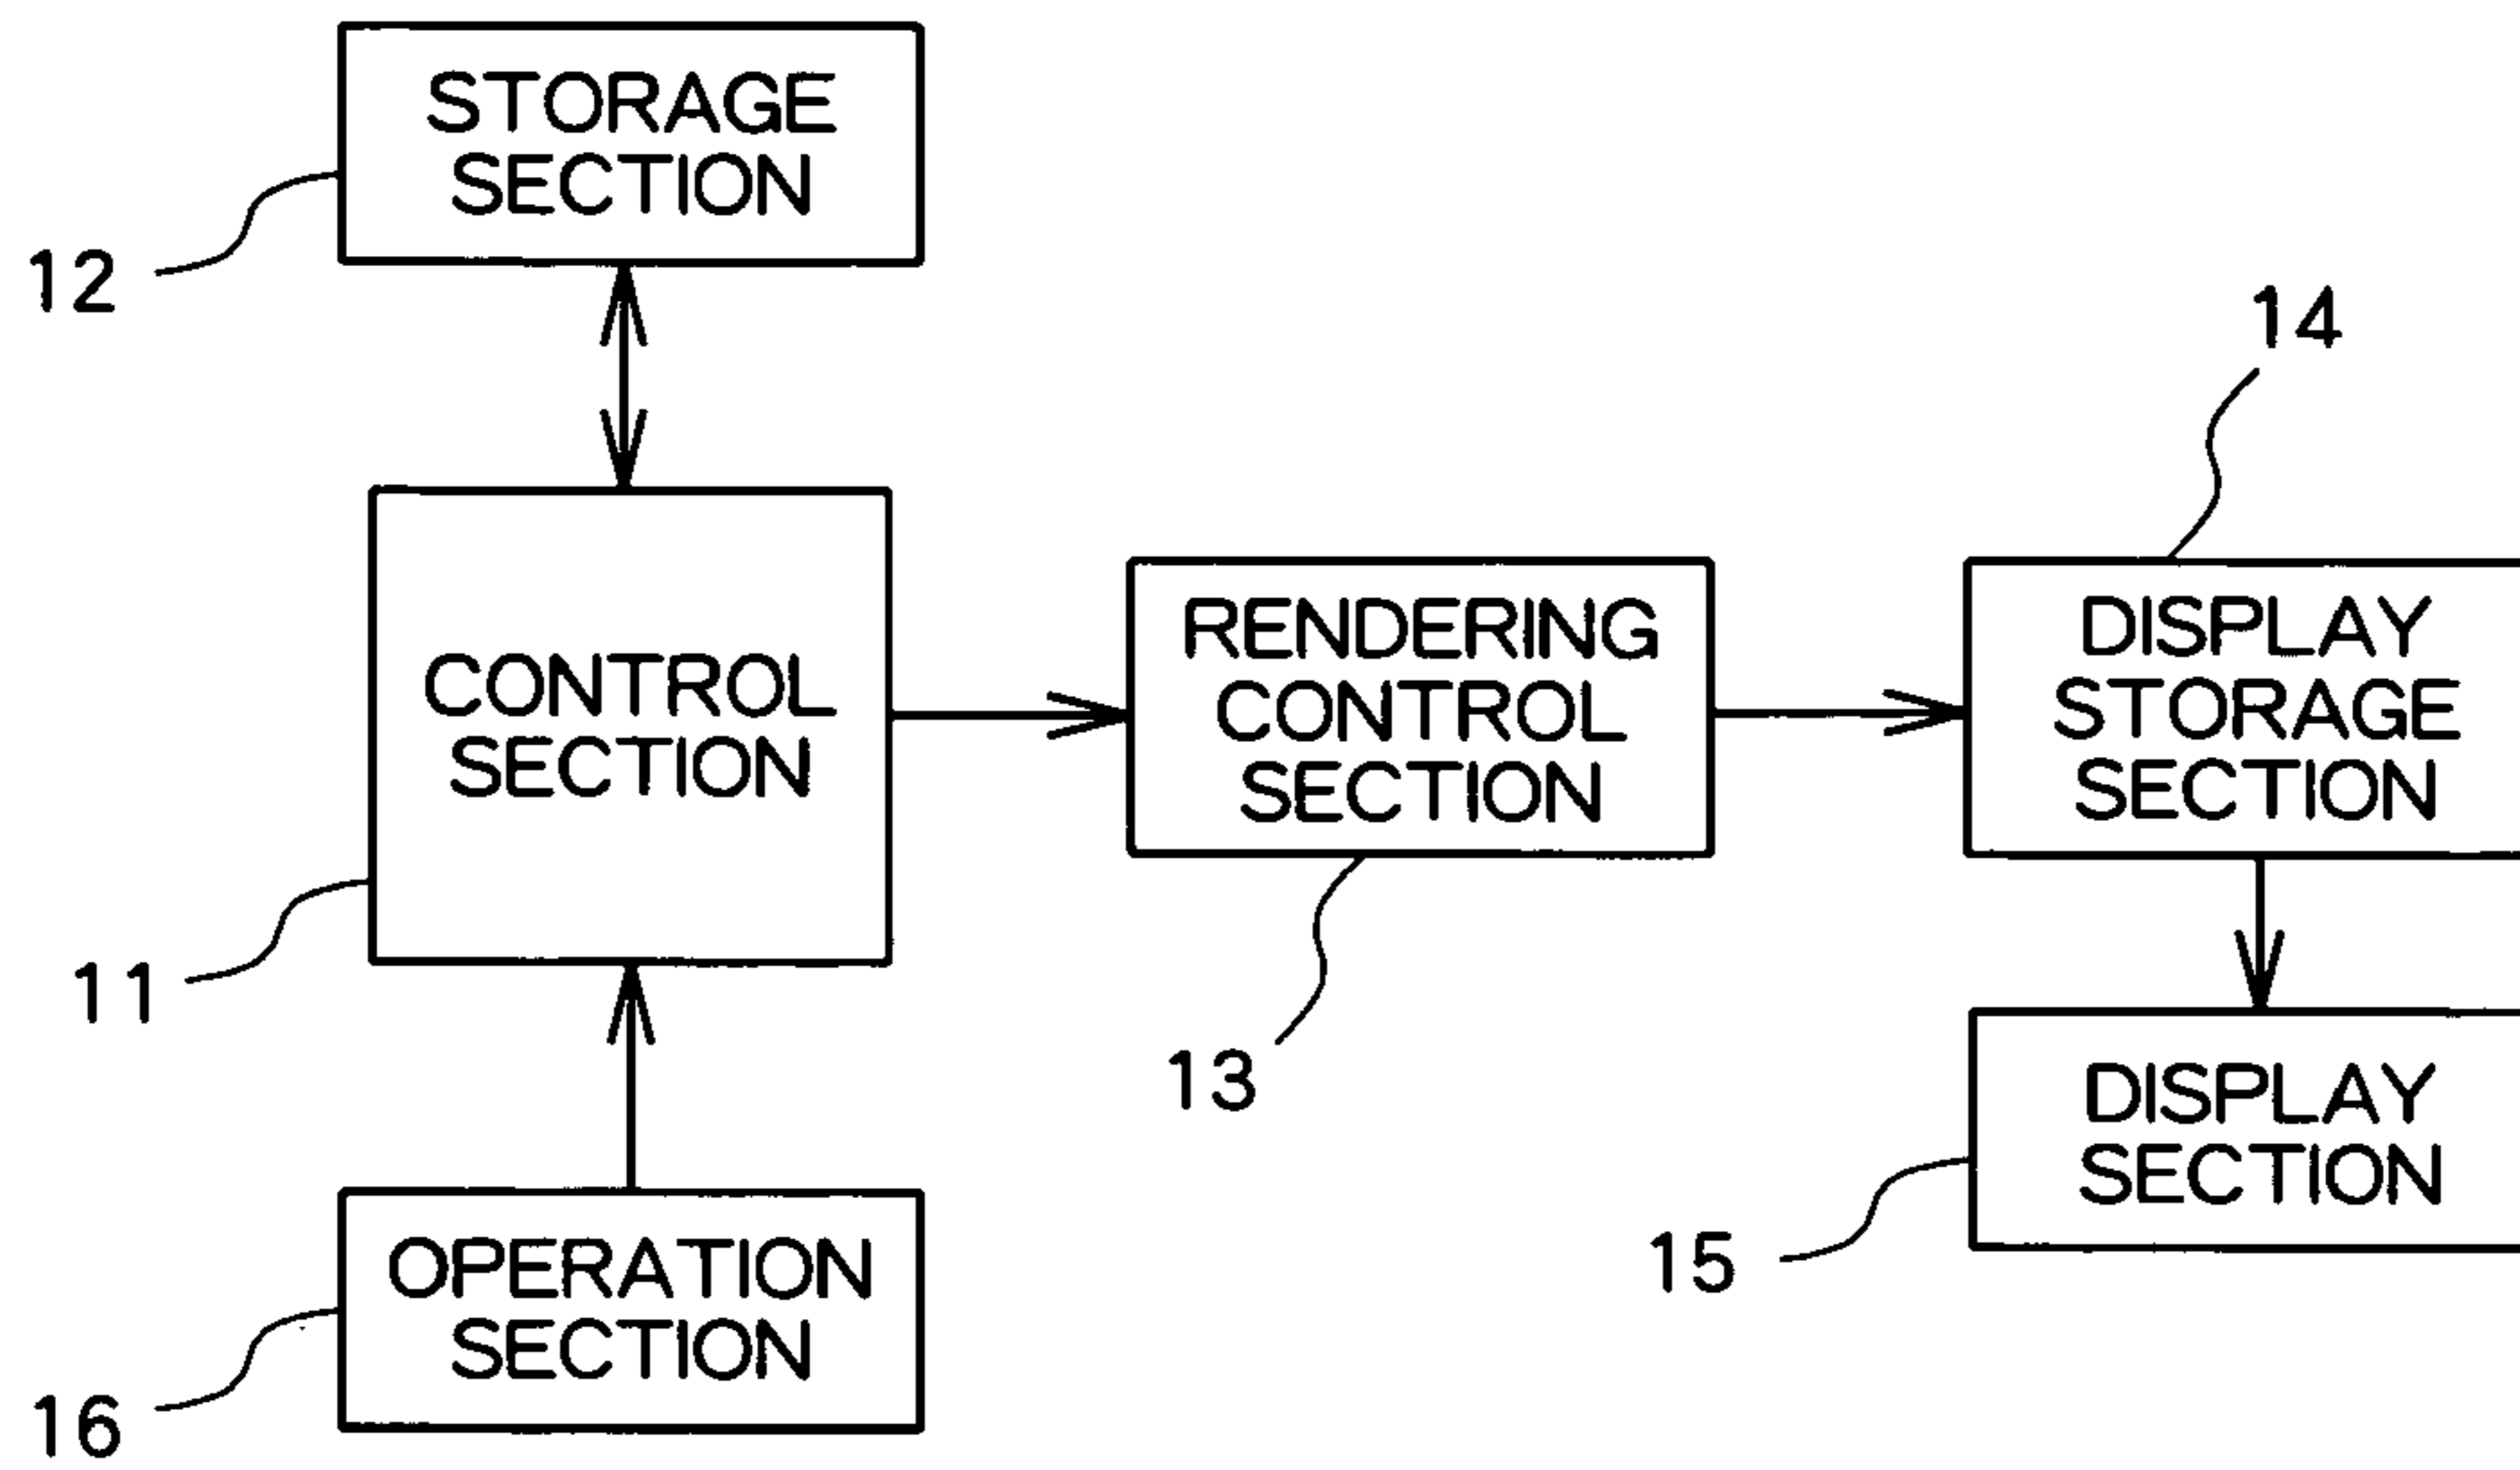 STORAGE
SECTION
12
14
CONTROL
SECTION
11
RENDERING
CONTROL
SECTION
13
DISPLAY
STORAGE
SECTION
DISPLAY
SECTION
15
OPERATION
SECTION
16